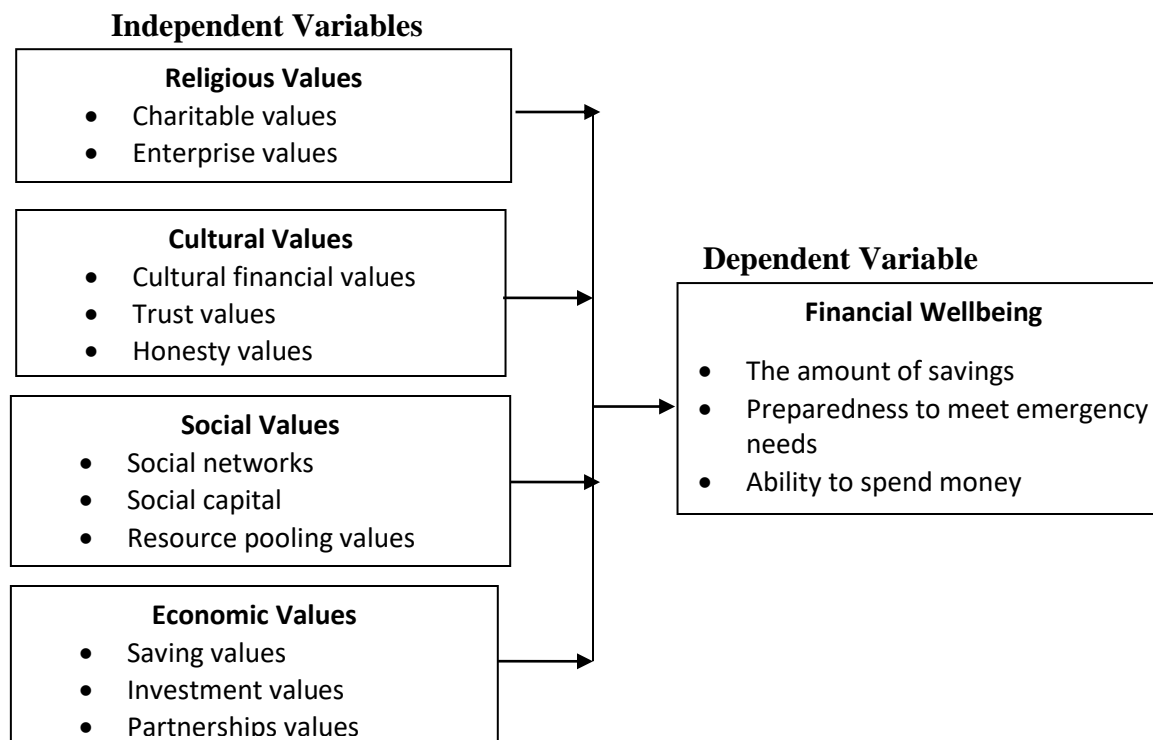 Independent Variables
Religious Values
• Charitable values
• Enterprise values
Cultural Values
• Cultural financial values
• Trust values
• Honesty values
Social Values
• Social networks
• Social capital
• Resource pooling values
Economic Values
• Saving values
• Investment values
• Partnerships values
Dependent Variable
Financial Wellbeing
• The amount of savings
• Preparedness to meet emergency
needs
• Ability to spend money